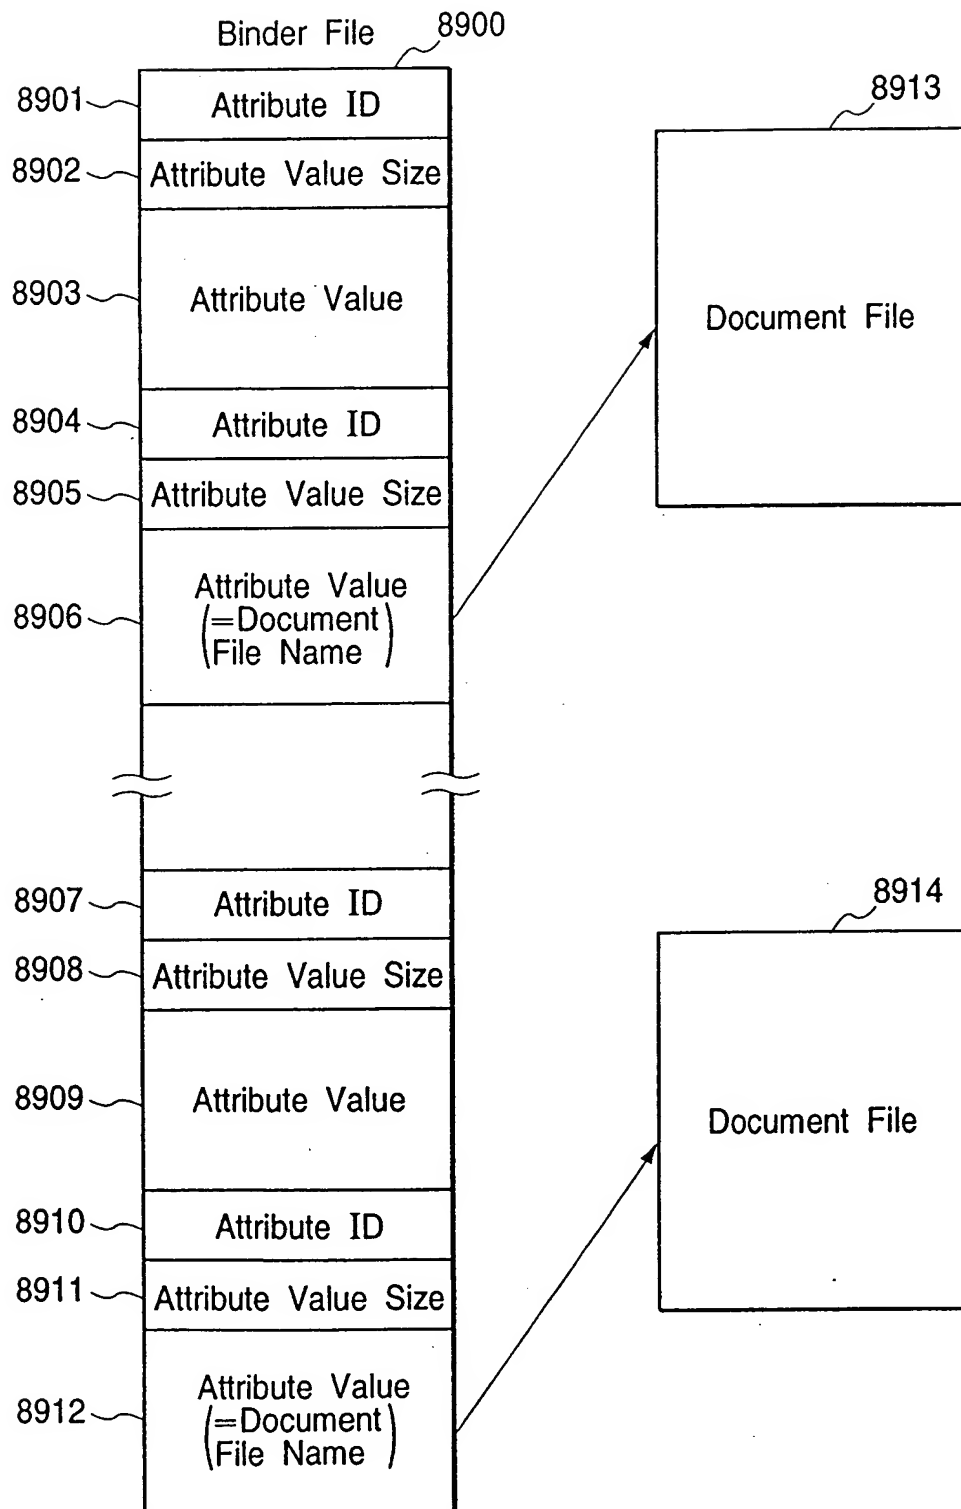 Binder File
8900
8901
Attribute ID
8913
8902
Attribute Value Size
8903
Attribute Value
Document File
8904
Attribute ID
8905
Attribute Value Size
8906
Attribute Value
(=Document
File Name)
8907
Attribute ID
8914
8908
Attribute Value Size
8909
Attribute Value
Document File
8910
Attribute ID
8911
Attribute Value Size
8912
Attribute Value
(=Document
File Name)